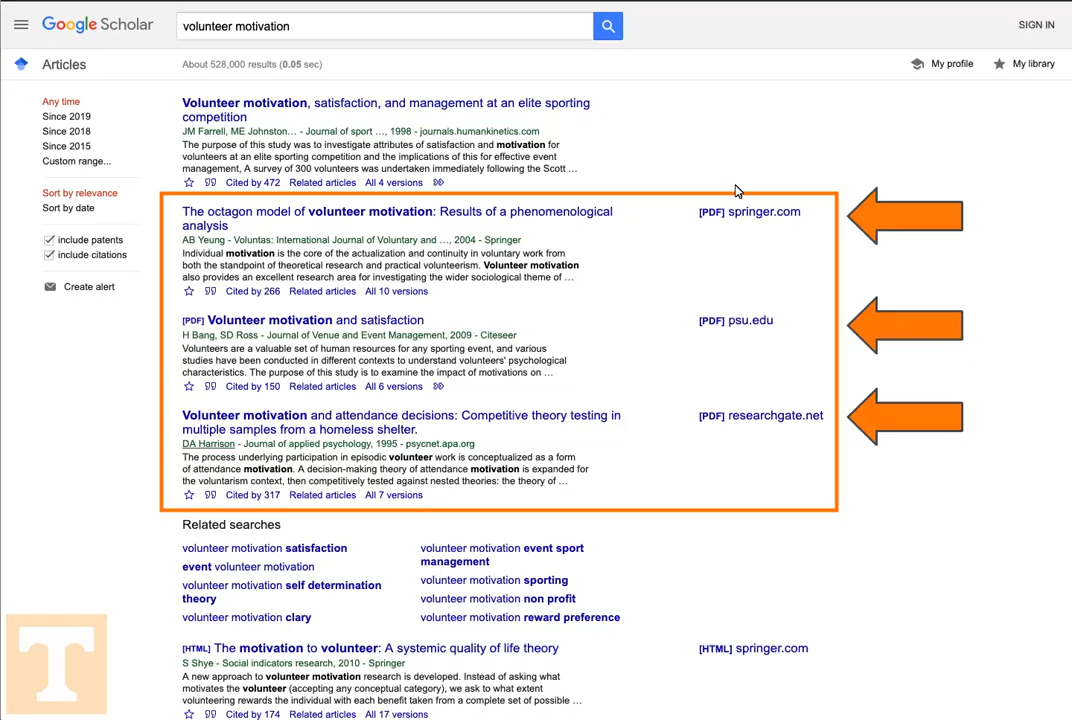 Google Scholar
volunteer motivation
SIGN IN
Articles
About 528,000 results (0.05 sec)
My profile
My library
Any time
Since 2019
Since 2018
Since 2015
Custom range...
Sort by relevance
Sort by date
include patents
include citations
Create alert
Volunteer motivation, satisfaction, and management at an elite sporting
competition
JM Farrell, ME Johnston… - Journal of sport …, 1998 - journals.humankinetics.com
The purpose of this study was to investigate attributes of satisfaction and motivation for
volunteers at an elite sporting competition and the implications of this for effective event
management, A survey of 300 volunteers was undertaken immediately following the Scott …
Cited by 472 Related articles All 4 versions
The octagon model of volunteer motivation: Results of a phenomenological
analysis
[PDF] springer.com
AB Yeung - Voluntas: International Journal of Voluntary and …, 2004 - Springer
Individual motivation is the core of the actualization and continuity in voluntary work from
both the standpoint of theoretical research and practical volunteerism. Volunteer motivation
also provides an excellent research area for investigating the wider sociological theme of …
Cited by 266 Related articles All 10 versions
[PDF] Volunteer motivation and satisfaction
[PDF] psu.edu
H Bang, SD Ross - Journal of Venue and Event Management, 2009 - Citeseer
Volunteers are a valuable set of human resources for any sporting event, and various
studies have been conducted in different contexts to understand volunteers' psychological
characteristics. The purpose of this study is to examine the impact of motivations on …
Cited by 150 Related articles All 6 versions
Volunteer motivation and attendance decisions: Competitive theory testing in
multiple samples from a homeless shelter.
[PDF] researchgate.net
DA Harrison - Journal of applied psychology, 1995 - psycnet.apa.org
The process underlying participation in episodic volunteer work is conceptualized as a form
of attendance motivation. A decision-making theory of attendance motivation is expanded for
the voluntarism context, then competitively tested against nested theories: the theory of …
Cited by 317 Related articles All 7 versions
Related searches
volunteer motivation satisfaction
event volunteer motivation
volunteer motivation self determination
theory
volunteer motivation clary
volunteer motivation event sport
management
volunteer motivation sporting
volunteer motivation non profit
volunteer motivation reward preference
[HTML] The motivation to volunteer: A systemic quality of life theory
[HTML] springer.com
S Shye - Social indicators research, 2010 - Springer
A new approach to volunteer motivation research is developed. Instead of asking what
motivates the volunteer (accepting any conceptual category), we ask to what extent
volunteering rewards the individual with each benefit taken from a complete set of possible …
Cited by 174 Related articles All 17 versions
T